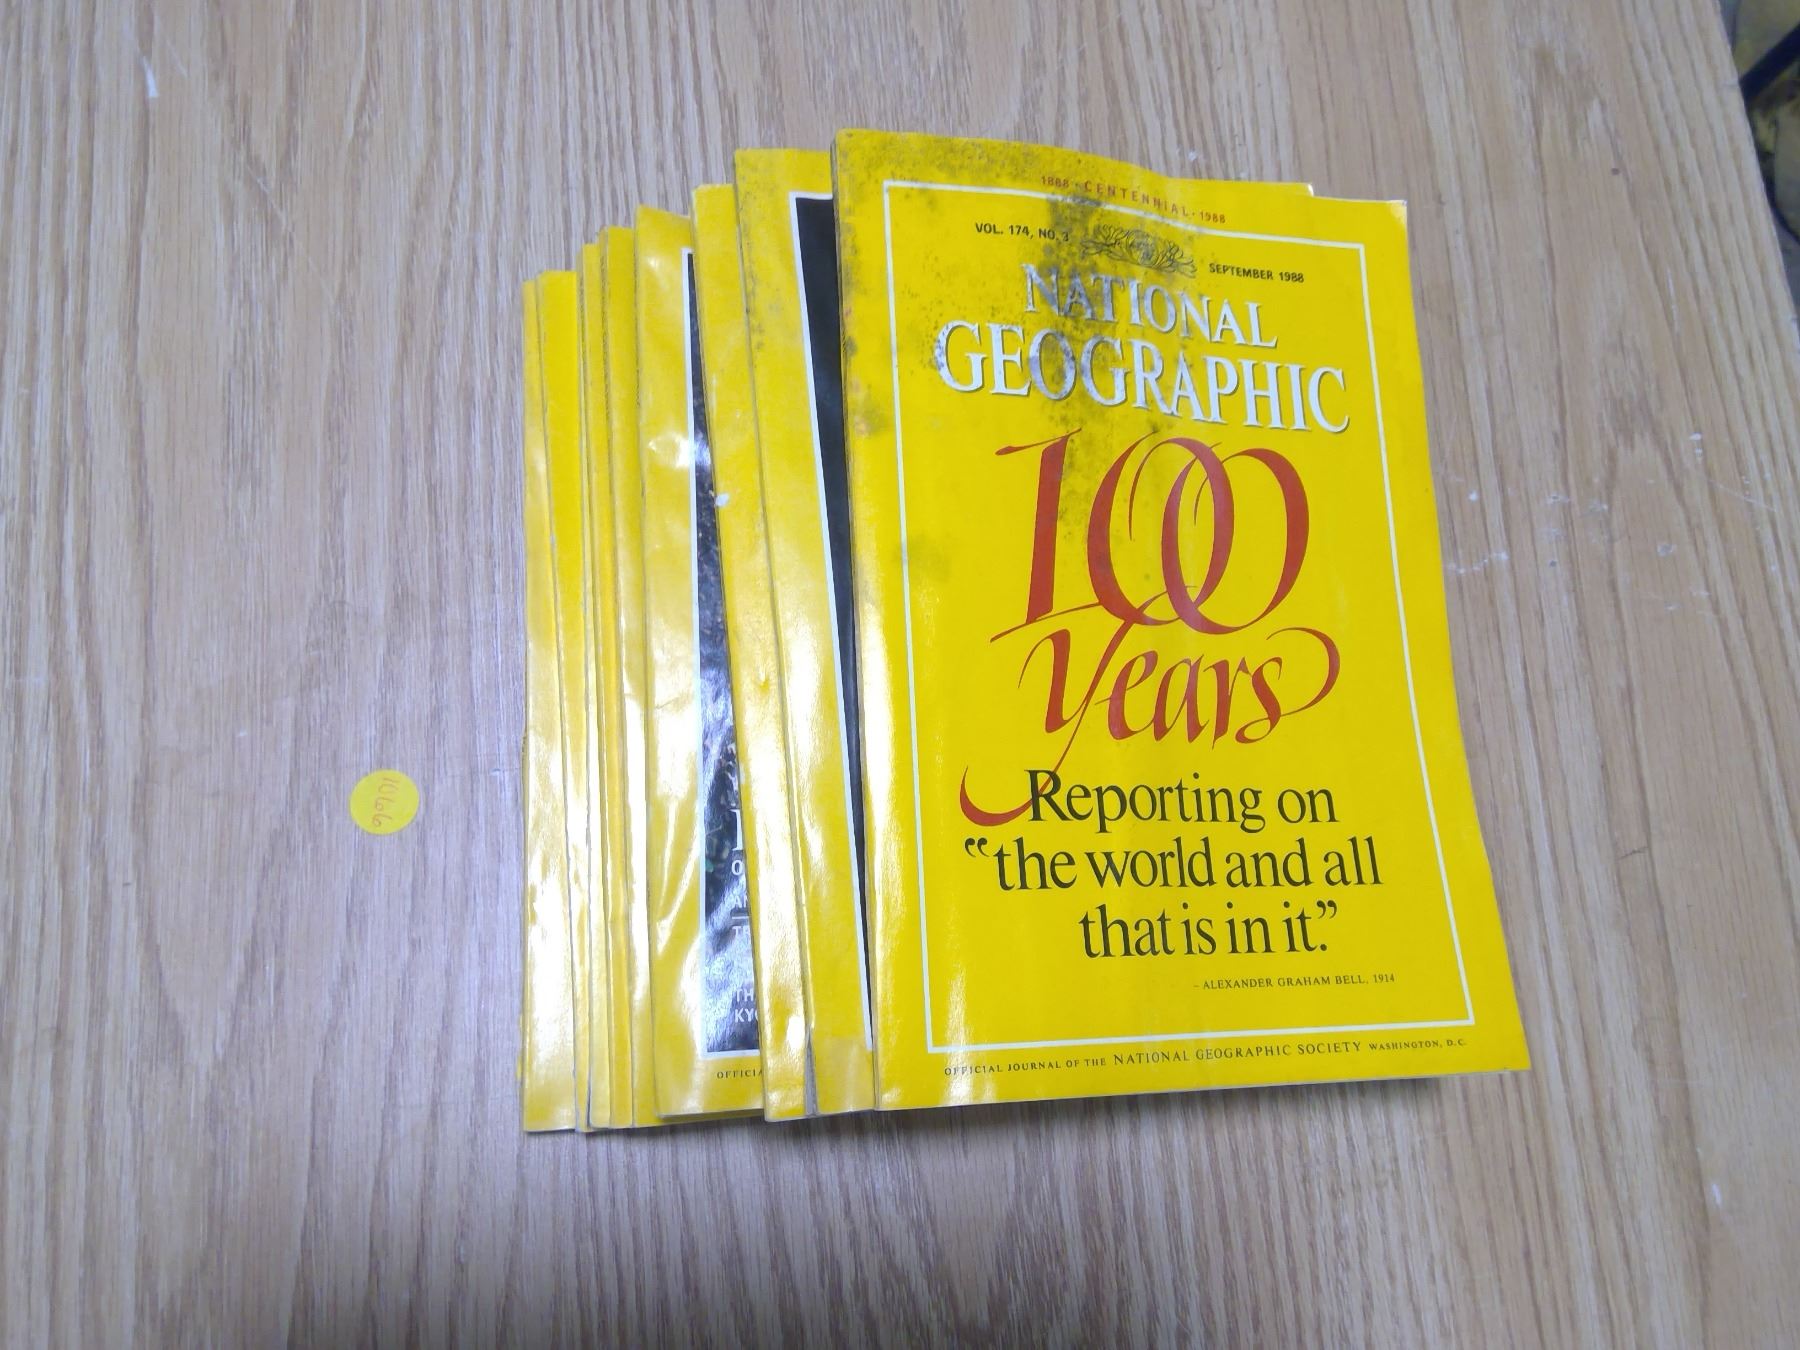 1888 · CENTENNIAL · 1988
VOL. 174, NO. 3
SEPTEMBER 1988
NATIONAL
GEOGRAPHIC
100
Years
Reporting on
“the world and all
that is in it.”
– ALEXANDER GRAHAM BELL, 1914
OFFICIAL JOURNAL OF THE NATIONAL GEOGRAPHIC SOCIETY WASHINGTON, D.C.
1066